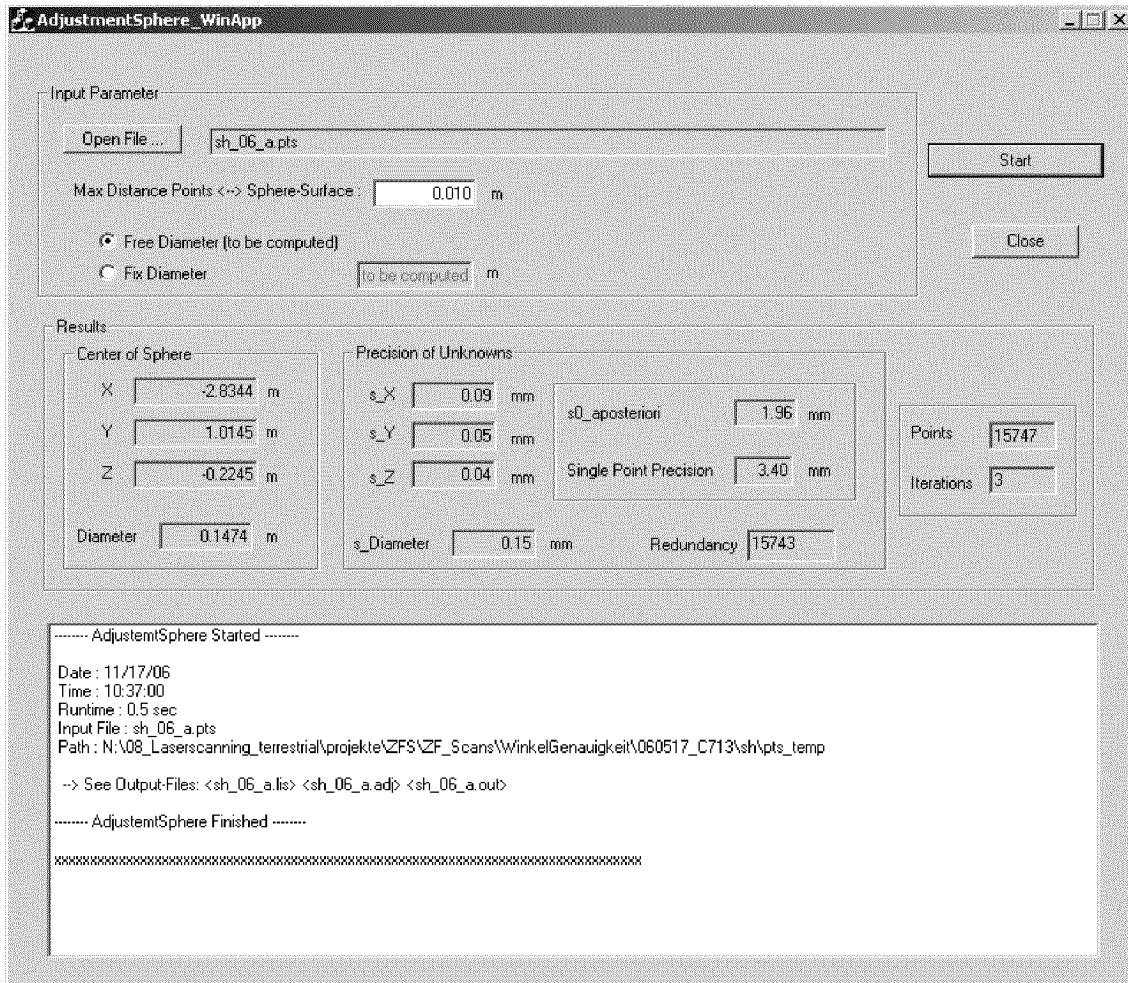 AdjustmentSphere_WinApp
Input Parameter
Open File ... sh_06_a.pts
Start
Max Distance Points <--> Sphere-Surface : 0.010 m
Free Diameter (to be computed)
Close
Fix Diameter to be computed m
Results
Center of Sphere
X -2.8344 m
Y 1.0145 m
Z -0.2245 m
Diameter 0.1474 m
Precision of Unknowns
s_X 0.09 mm
s_Y 0.05 mm
s_Z 0.04 mm
s0_aposteriori 1.96 mm
Single Point Precision 3.40 mm
s_Diameter 0.15 mm
Redundancy 15743
Points 15747
Iterations 3
------- AdjustemtSphere Started -------
Date : 11/17/06
Time : 10:37:00
Runtime : 0.5 sec
Input File : sh_06_a.pts
Path : N:\08_Laserscanning_terrestrial\projekte\ZFS\ZF_Scans\WinkelGenauigkeit\060517_C713\sh\pts_temp
--> See Output-Files: <sh_06_a.lis> <sh_06_a.adj> <sh_06_a.out>
------- AdjustemtSphere Finished -------
xxxxxxxxxxxxxxxxxxxxxxxxxxxxxxxxxxxxxxxxxxxxxxxxxxxxxxxxxxxxxxxxxxxxxxxxxxxxxxxxxxxx